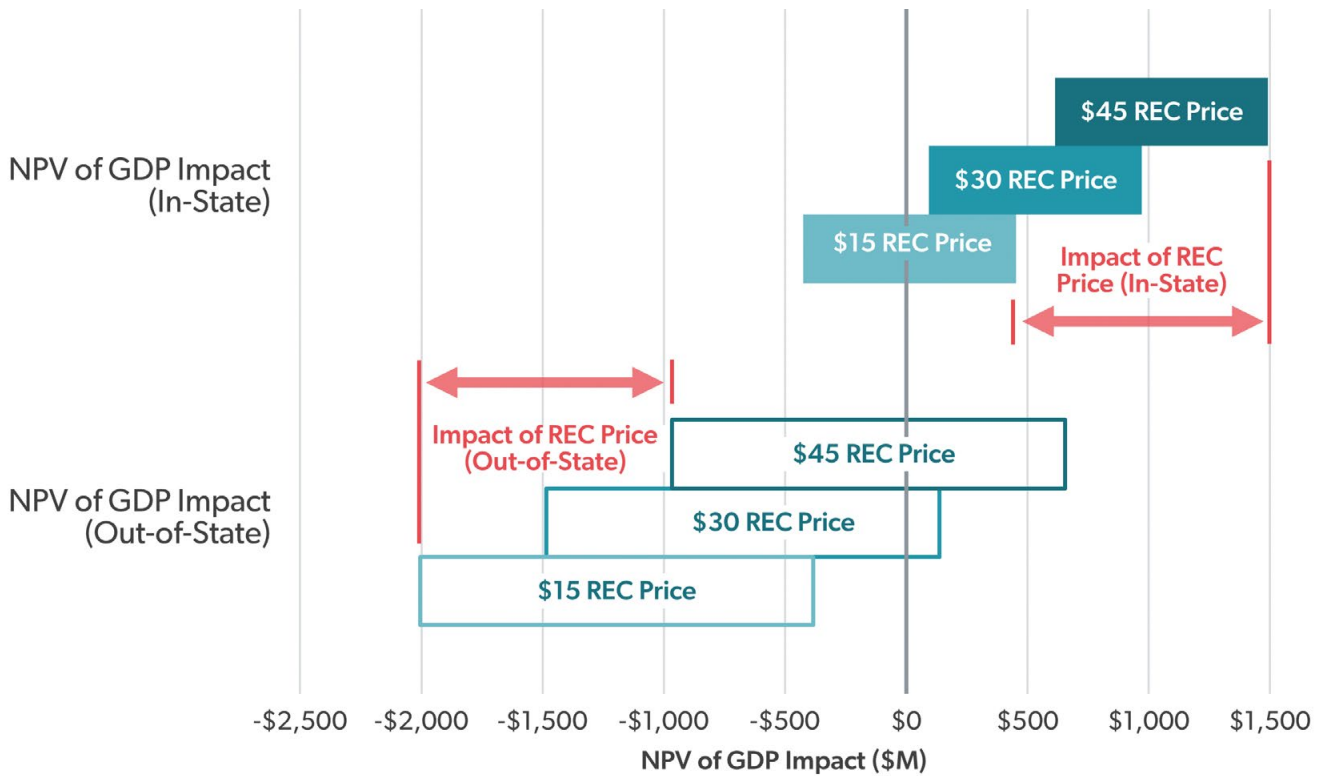 $45 REC Price
NPV of GDP Impact
(In-State)
$30 REC Price
$15 REC Price
Impact of REC
Price (In-State)
Impact of REC Price
(Out-of-State)
$45 REC Price
NPV of GDP Impact
(Out-of-State)
$30 REC Price
$15 REC Price
-$2,500 -$2,000 -$1,500 -$1,000 -$500 $0 $500 $1,000 $1,500
NPV of GDP Impact ($M)